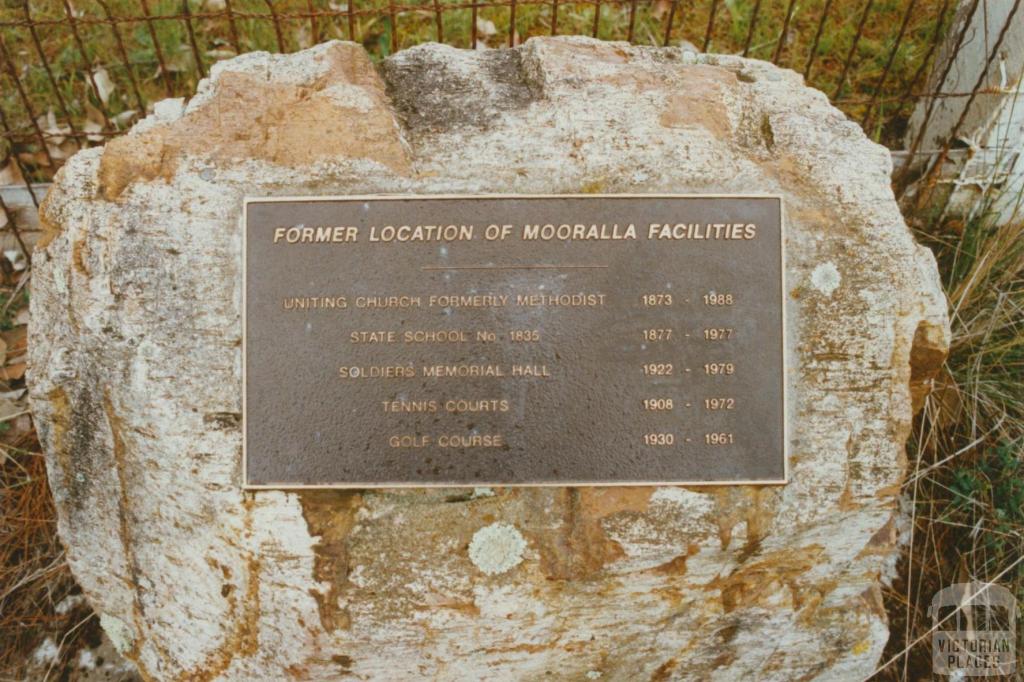 FORMER LOCATION OF MOORALLA FACILITIES
UNITING CHURCH FORMERLY METHODIST 1873 - 1988
STATE SCHOOL No. 1835 1877 - 1977
SOLDIERS MEMORIAL HALL 1922 - 1979
TENNIS COURTS 1908 - 1972
GOLF COURSE 1930 - 1961
VICTORIAN
PLACES